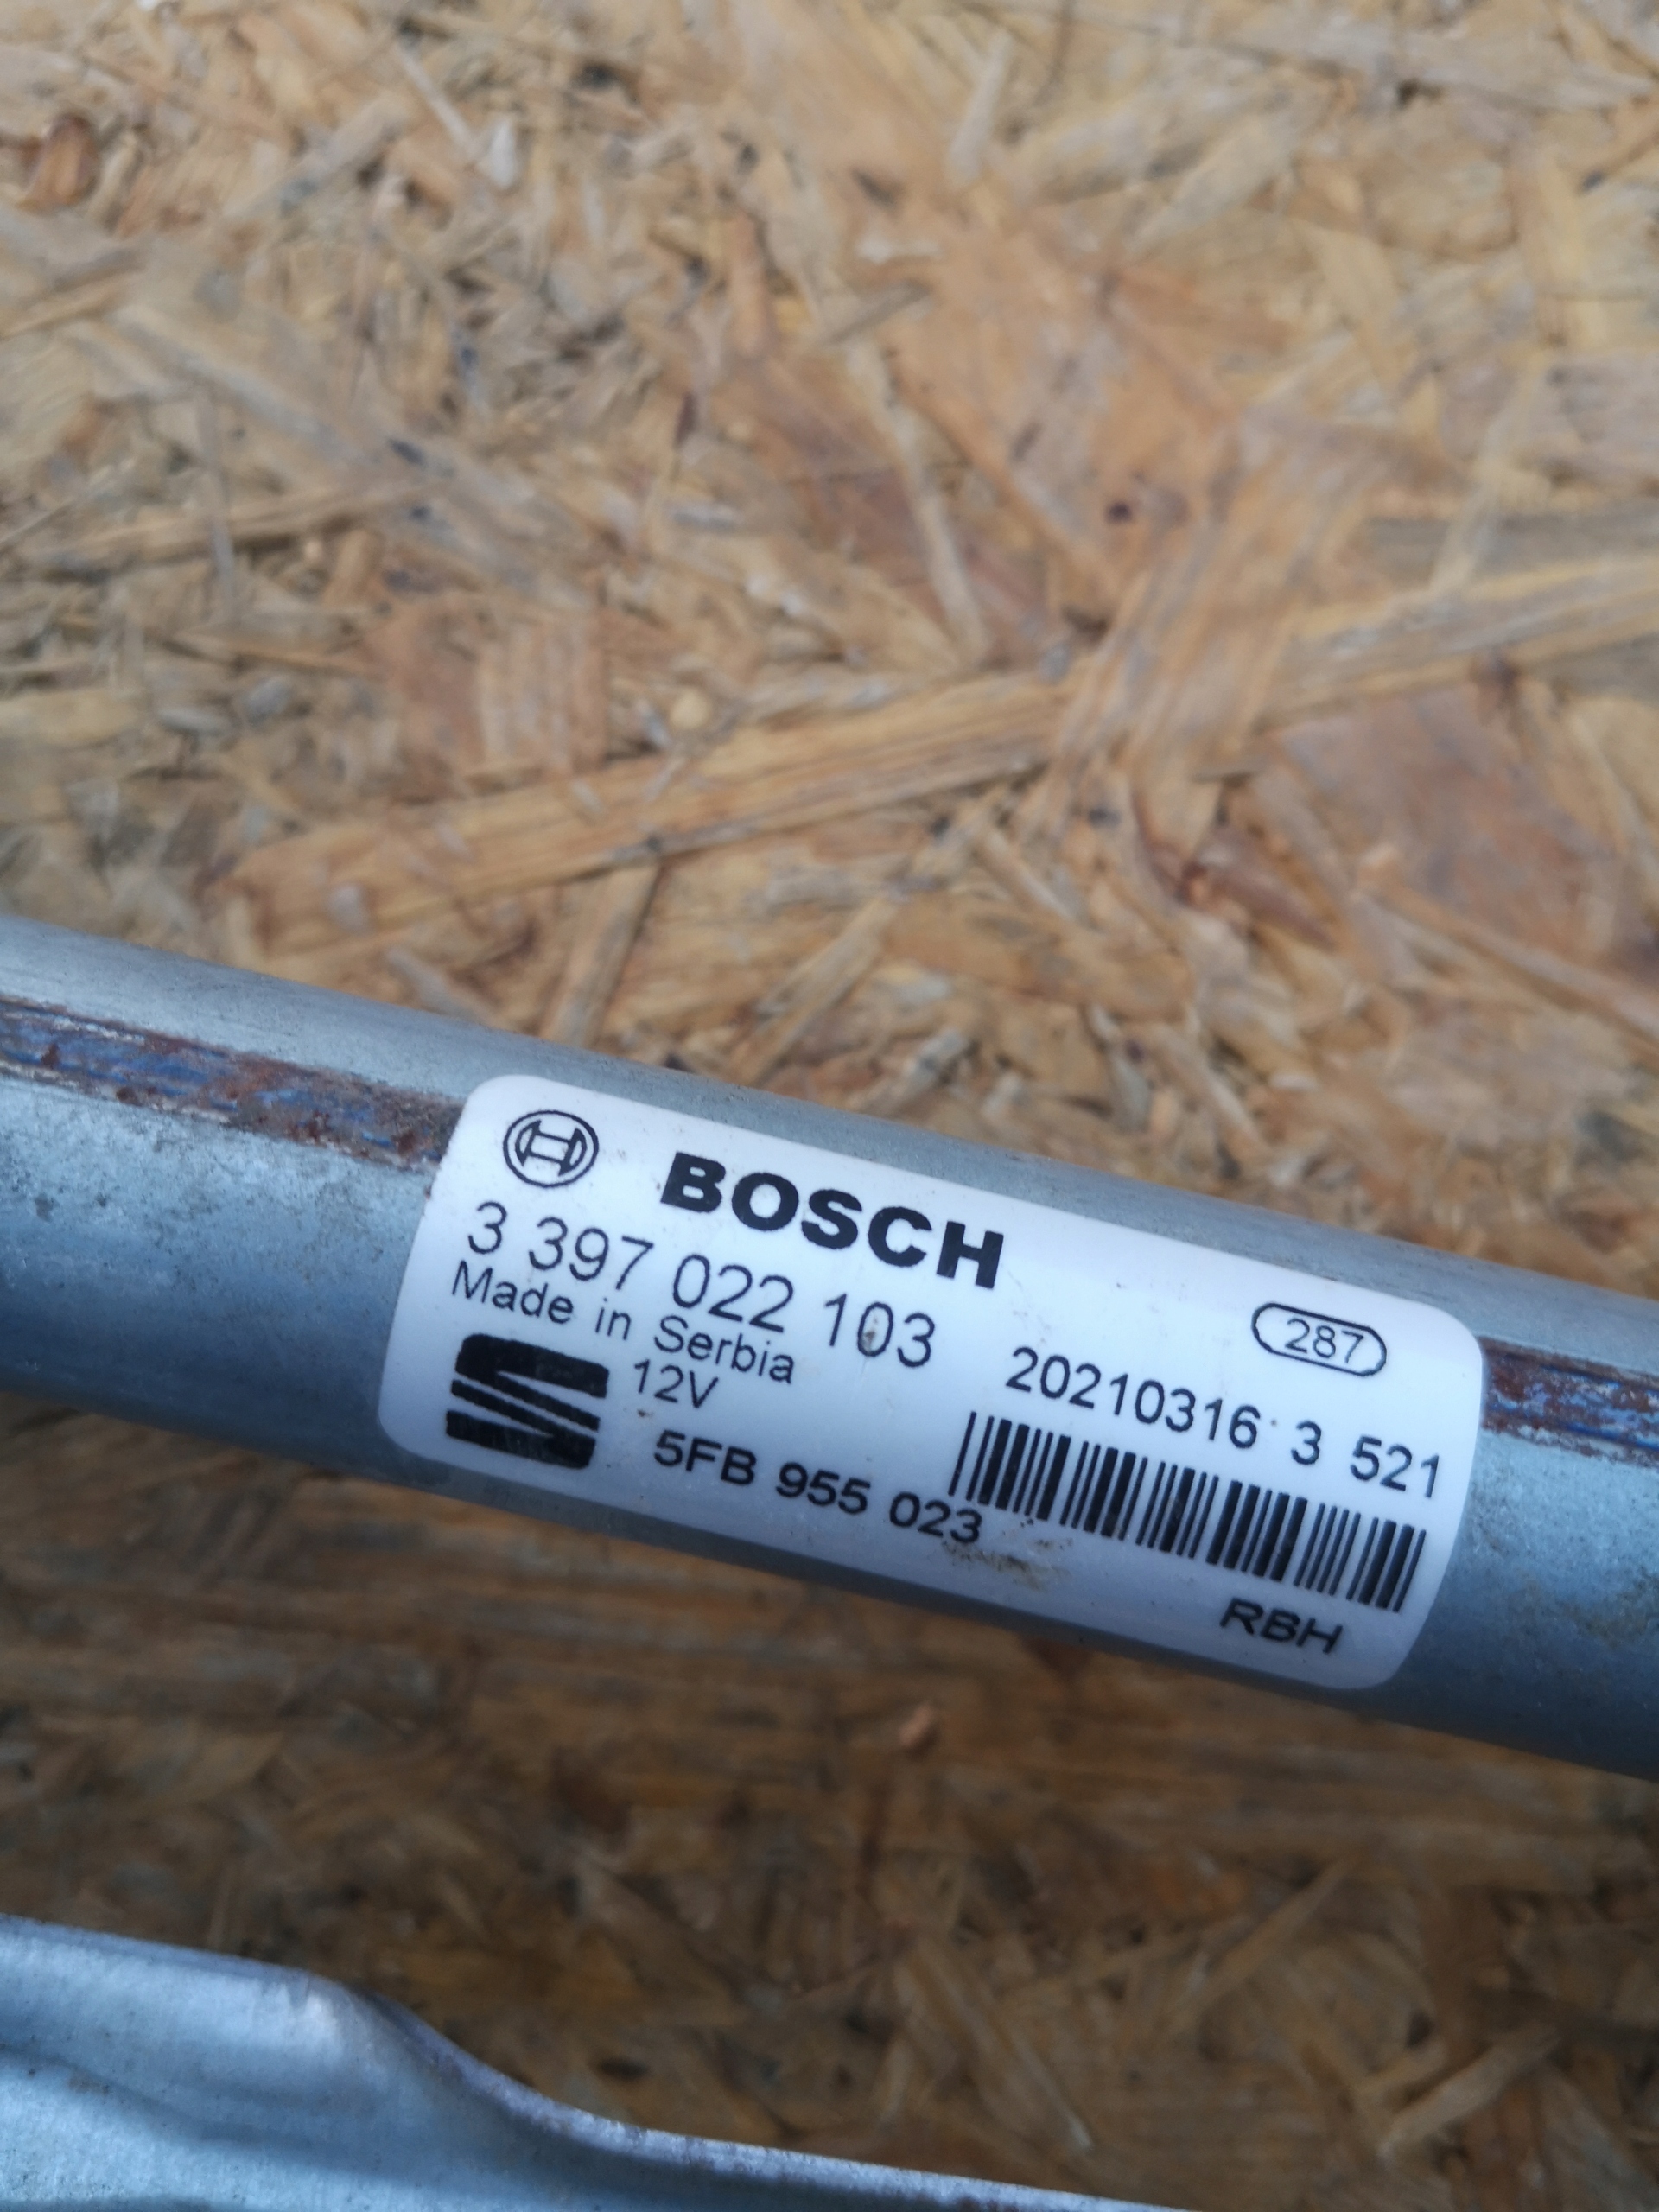 BOSCH
287
3 397 022 103
20210316 3 521
Made in Serbia
12V
5FB 955 023
RBH